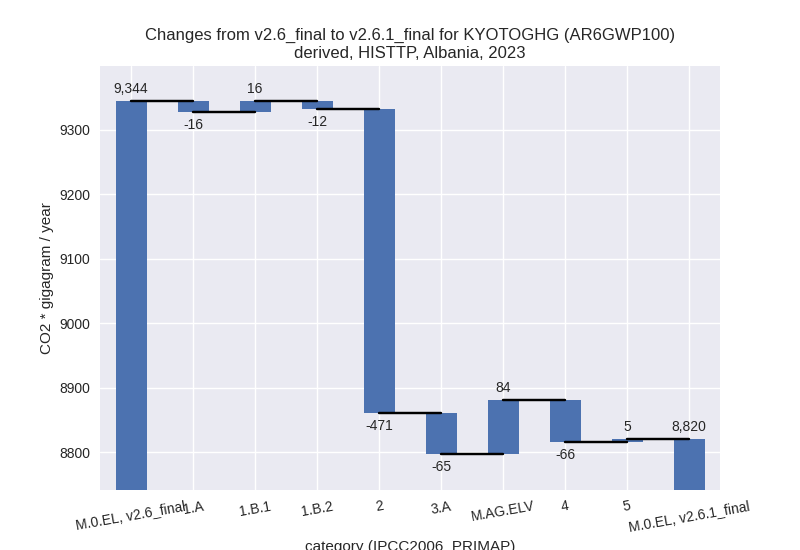 Changes from v2.6_final to v2.6.1_final for KYOTOGHG (AR6GWP100)
derived, HISTTP, Albania, 2023
CO2 * gigagram / year
9300
9200
9100
9000
8900
8800
9,344
-16
16
-12
-471
-65
84
-66
5
8,820
M.0.EL, v2.6_final
1.A
1.B.1
1.B.2
2
3.A
M.AG.ELV
4
5
M.0.EL, v2.6.1_final
category (IPCC2006_PRIMAP)